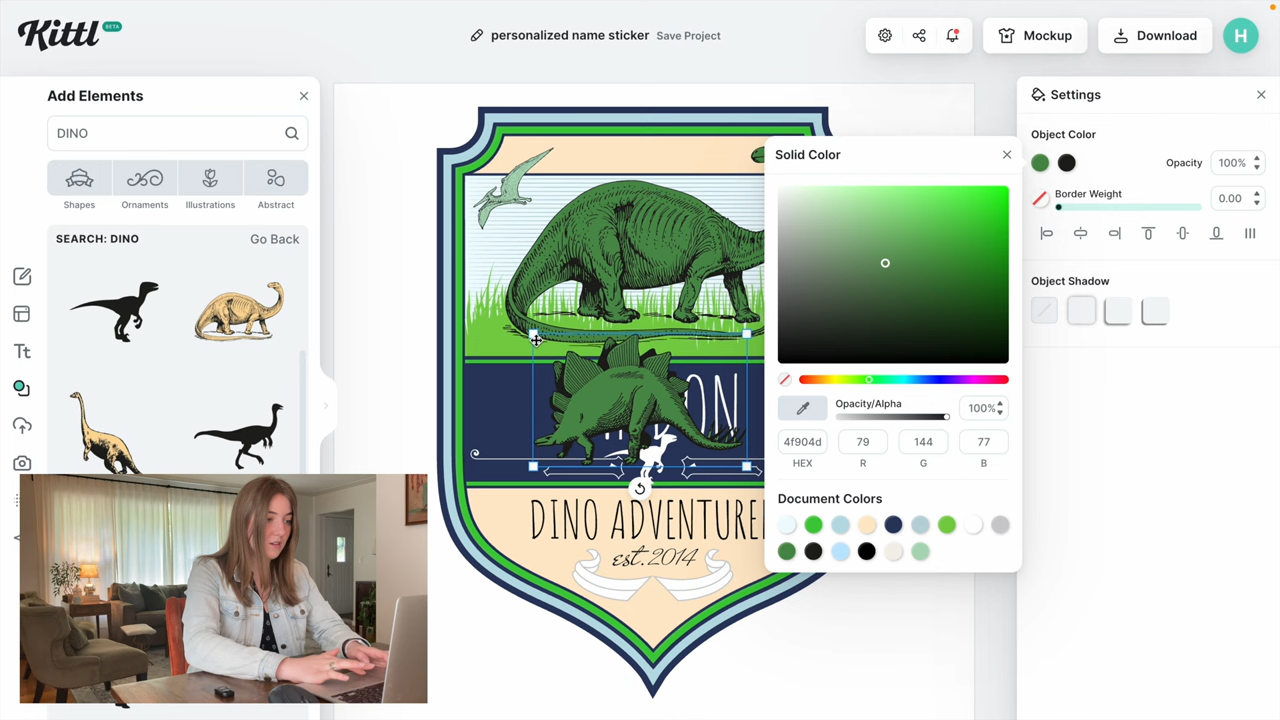 Kittl BETA
personalized name sticker Save Project
Mockup
Download
H
Add Elements
DINO
Shapes Ornaments Illustrations Abstract
SEARCH: DINO Go Back
Settings
Object Color
Opacity 100%
Border Weight
0.00
Object Shadow
Solid Color
Opacity/Alpha
100%
4f904d 79 144 77
HEX R G B
Document Colors
ON
DINO ADVENTURE
est. 2014
Tt